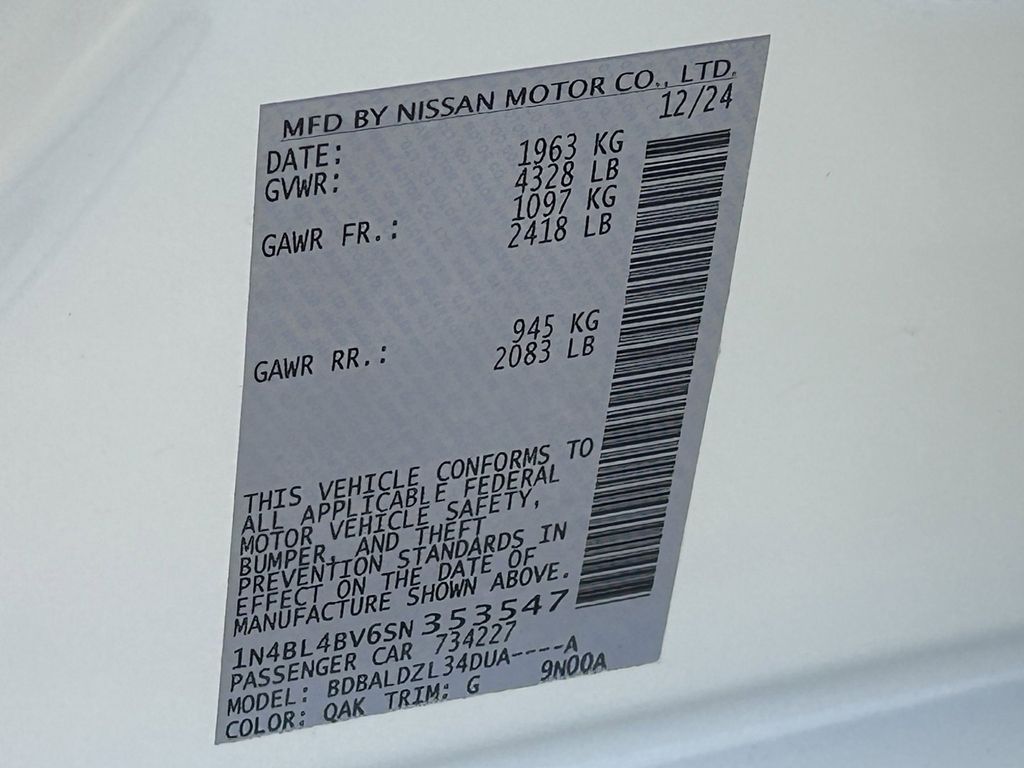 MFD BY NISSAN MOTOR CO., LTD.
DATE: 12/24
GVWR: 1963 KG
4328 LB
GAWR FR.: 1097 KG
2418 LB
GAWR RR.: 945 KG
2083 LB
THIS VEHICLE CONFORMS TO
ALL APPLICABLE FEDERAL
MOTOR VEHICLE SAFETY,
BUMPER, AND THEFT
PREVENTION STANDARDS IN
EFFECT ON THE DATE OF
MANUFACTURE SHOWN ABOVE.
1N4BL4BV6SN353547
PASSENGER CAR 734227
MODEL: BDBALDZL34DUA----A
COLOR: QAK TRIM: G 9N00A